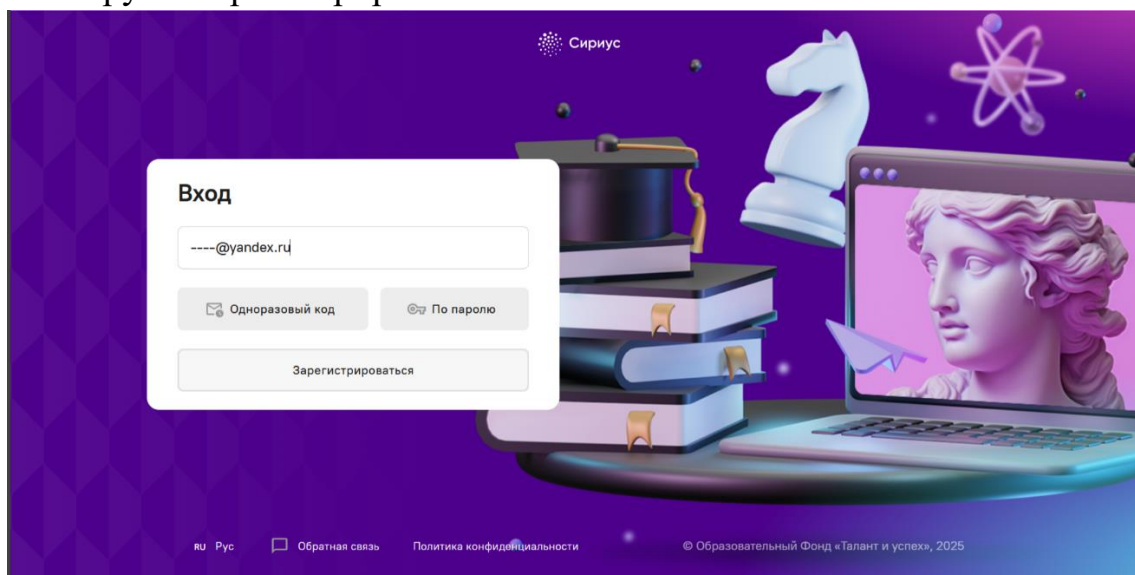 Сириус
Вход
----@yandex.ru
Одноразовый код
По паролю
Зарегистрироваться
RU Рус
Обратная связь
Политика конфиденциальности
© Образовательный Фонд «Талант и успех», 2025